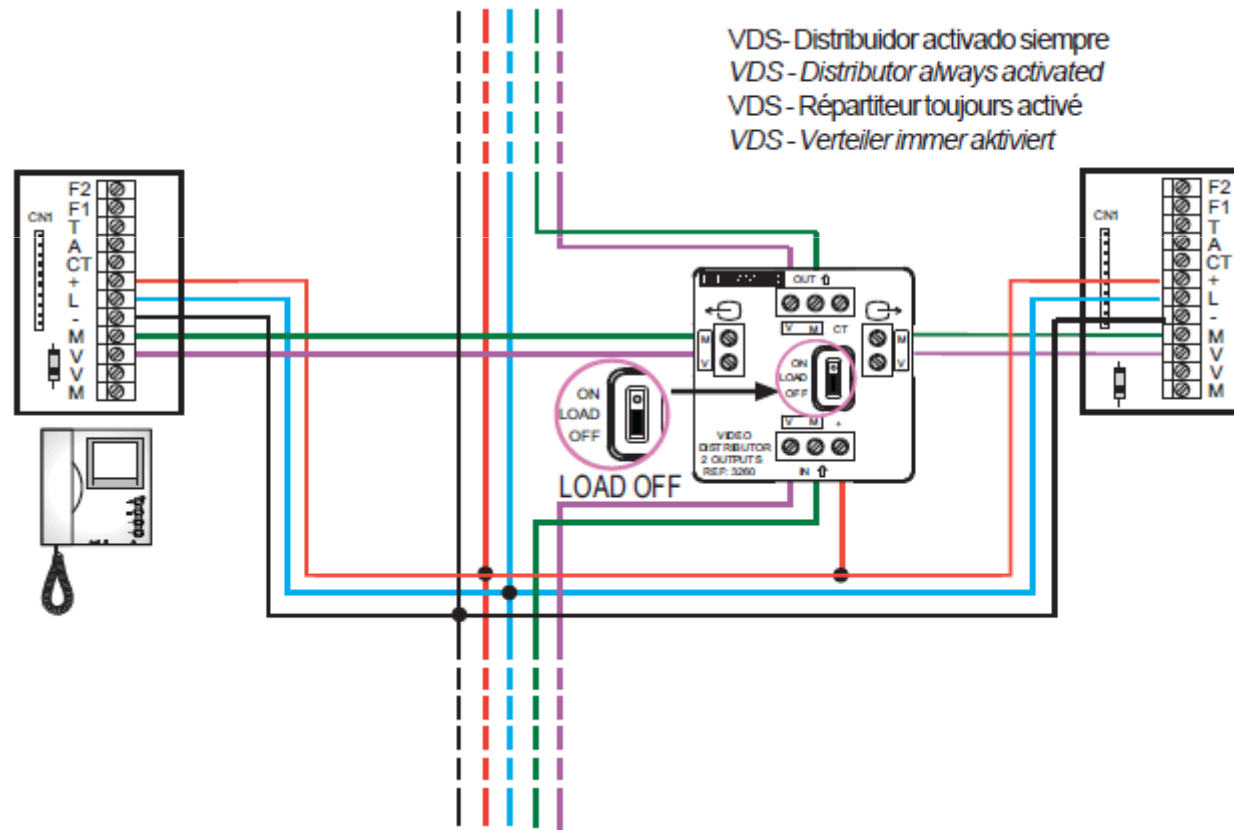 VDS- Distribuidor activado siempre
VDS - Distributor always activated
VDS - Répartiteur toujours activé
VDS - Verteiler immer aktiviert
CN1
F2
F1
T
A
CT
+
L
-
M
V
V
M
OUT
V M CT
M
V
M
V
ON
LOAD
OFF
V M +
VIDEO
DISTRIBUTOR
2 OUTPUTS
REF: 3260
IN
ON
LOAD
OFF
LOAD OFF
CN1
F2
F1
T
A
CT
+
L
-
M
V
V
M